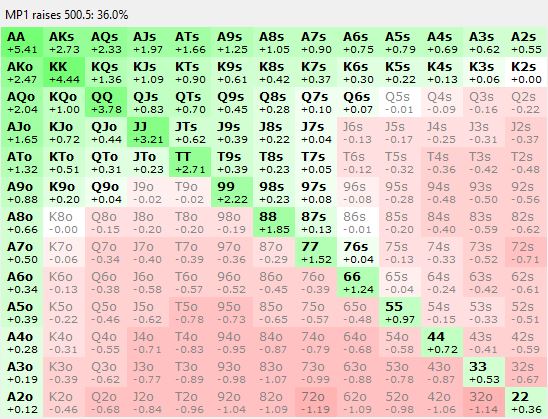 MP1 raises 500.5: 36.0%
AA AKs AQs AJs ATs A9s A8s A7s A6s A5s A4s A3s A2s
+5.41 +2.73 +2.33 +1.97 +1.66 +1.25 +1.05 +0.90 +0.75 +0.79 +0.69 +0.62 +0.55
AKo KK KQs KJs KTs K9s K8s K7s K6s K5s K4s K3s K2s
+2.47 +4.44 +1.36 +1.09 +0.90 +0.61 +0.42 +0.37 +0.30 +0.22 +0.13 +0.06 +0.00
AQo KQo QQ QJs QTs Q9s Q8s Q7s Q6s Q5s Q4s Q3s Q2s
+2.04 +1.00 +3.78 +0.83 +0.70 +0.45 +0.28 +0.10 +0.07 -0.01 -0.09 -0.16 -0.22
AJo KJo QJo JJ JTs J9s J8s J7s J6s J5s J4s J3s J2s
+1.65 +0.72 +0.44 +3.21 +0.62 +0.39 +0.22 +0.04 -0.13 -0.17 -0.25 -0.31 -0.37
ATo KTo QTo JTo TT T9s T8s T7s T6s T5s T4s T3s T2s
+1.32 +0.51 +0.31 +0.23 +2.71 +0.39 +0.23 +0.05 -0.12 -0.32 -0.36 -0.42 -0.48
A9o K9o Q9o J9o T9o 99 98s 97s 96s 95s 94s 93s 92s
+0.88 +0.20 +0.04 -0.02 -0.02 +2.22 +0.23 +0.08 -0.08 -0.28 -0.48 -0.50 -0.56
A8o K8o Q8o J8o T8o 98o 88 87s 86s 85s 84s 83s 82s
+0.66 -0.00 -0.15 -0.20 -0.20 -0.19 +1.85 +0.13 -0.01 -0.20 -0.40 -0.59 -0.62
A7o K7o Q7o J7o T7o 97o 87o 77 76s 75s 74s 73s 72s
+0.50 -0.06 -0.34 -0.40 -0.39 -0.36 -0.29 +1.52 +0.04 -0.13 -0.33 -0.52 -0.71
A6o K6o Q6o J6o T6o 96o 86o 76o 66 65s 64s 63s 62s
+0.34 -0.13 -0.38 -0.58 -0.57 -0.52 -0.45 -0.39 +1.24 -0.04 -0.24 -0.42 -0.61
A5o K5o Q5o J5o T5o 95o 85o 75o 65o 55 54s 53s 52s
+0.39 -0.22 -0.46 -0.62 -0.78 -0.73 -0.65 -0.57 -0.48 +0.97 -0.15 -0.33 -0.51
A4o K4o Q4o J4o T4o 94o 84o 74o 64o 54o 44 43s 42s
+0.28 -0.31 -0.55 -0.71 -0.83 -0.95 -0.87 -0.79 -0.68 -0.58 +0.72 -0.41 -0.59
A3o K3o Q3o J3o T3o 93o 83o 73o 63o 53o 43o 33 32s
+0.19 -0.39 -0.62 -0.77 -0.89 -0.98 -1.07 -0.99 -0.88 -0.78 -0.87 +0.53 -0.67
A2o K2o Q2o J2o T2o 92o 82o 72o 62o 52o 42o 32o 22
+0.12 -0.46 -0.68 -0.84 -0.96 -1.04 -1.09 -1.19 -1.09 -0.98 -1.06 -1.14 +0.36